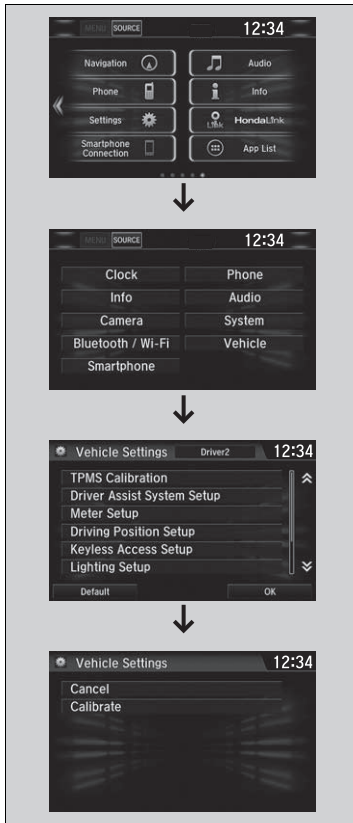 MENU SOURCE 12:34
Navigation Audio
Phone Info
Settings Link HondaLink
Smartphone
Connection App List
MENU SOURCE 12:34
Clock Phone
Info Audio
Camera System
Bluetooth / Wi-Fi Vehicle
Smartphone
Vehicle Settings Driver2 12:34
TPMS Calibration
Driver Assist System Setup
Meter Setup
Driving Position Setup
Keyless Access Setup
Lighting Setup
Default OK
Vehicle Settings 12:34
Cancel
Calibrate